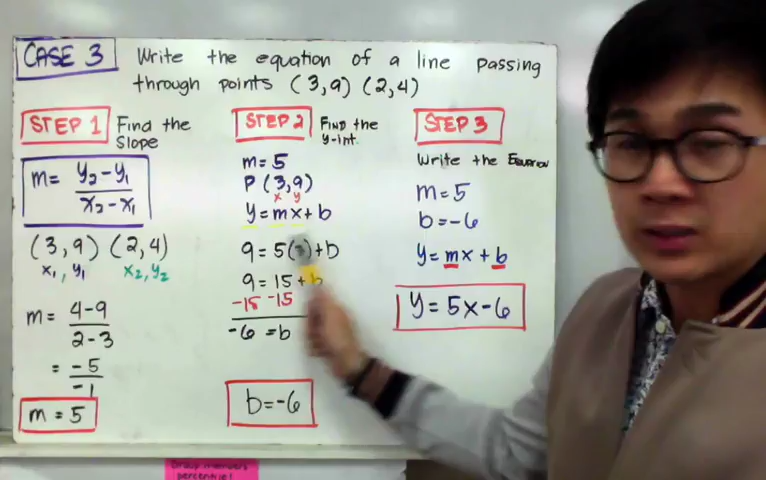 CASE 3 Write the equation of a line passing
through points (3,9) (2,4)
STEP 1 Find the
Slope
m= y₂-y₁
x₂-x₁
(3,9) (2,4)
x₁,y₁ x₂,y₂
m= 4-9
2-3
= -5
-1
m=5
STEP 2 Find the
y-int.
m=5
P(3,9)
x y
y=mx+b
9=5( )+b
9=15+b
-15 -15
-6 =b
b=-6
STEP 3
Write the Equation
m=5
b=-6
y=mx+b
y=5x-6
Group members
percentile!